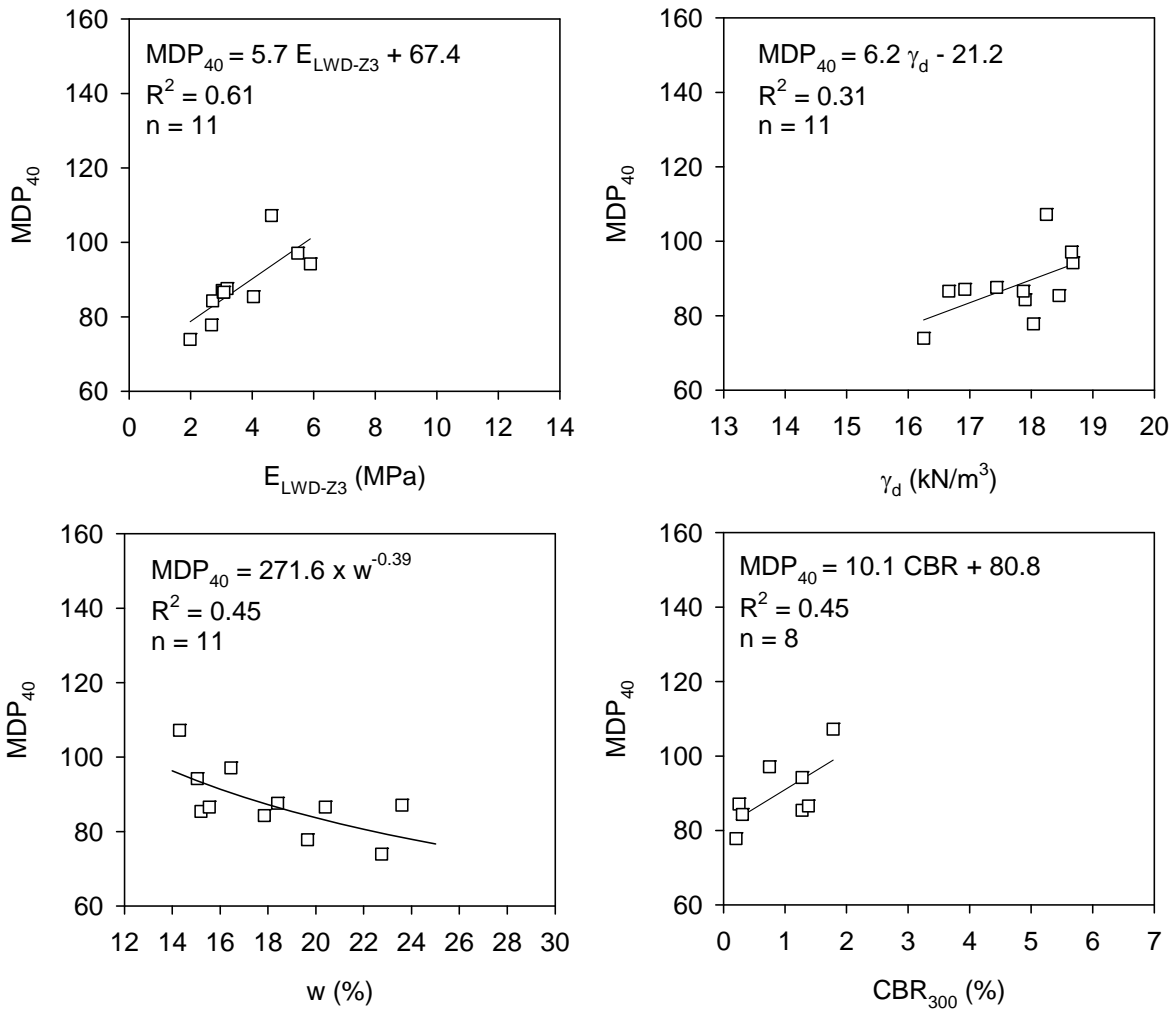 MDP₄₀ = 5.7 E_LWD-Z3 + 67.4
R² = 0.61
n = 11
160
140
120
100
80
60
MDP₄₀
0 2 4 6 8 10 12 14
E_LWD-Z3 (MPa)
MDP₄₀ = 6.2 γ_d - 21.2
R² = 0.31
n = 11
160
140
120
100
80
60
MDP₄₀
13 14 15 16 17 18 19 20
γ_d (kN/m³)
MDP₄₀ = 271.6 x w⁻⁰·³⁹
R² = 0.45
n = 11
160
140
120
100
80
60
MDP₄₀
12 14 16 18 20 22 24 26 28 30
w (%)
MDP₄₀ = 10.1 CBR + 80.8
R² = 0.45
n = 8
160
140
120
100
80
60
MDP₄₀
0 1 2 3 4 5 6 7
CBR₃₀₀ (%)